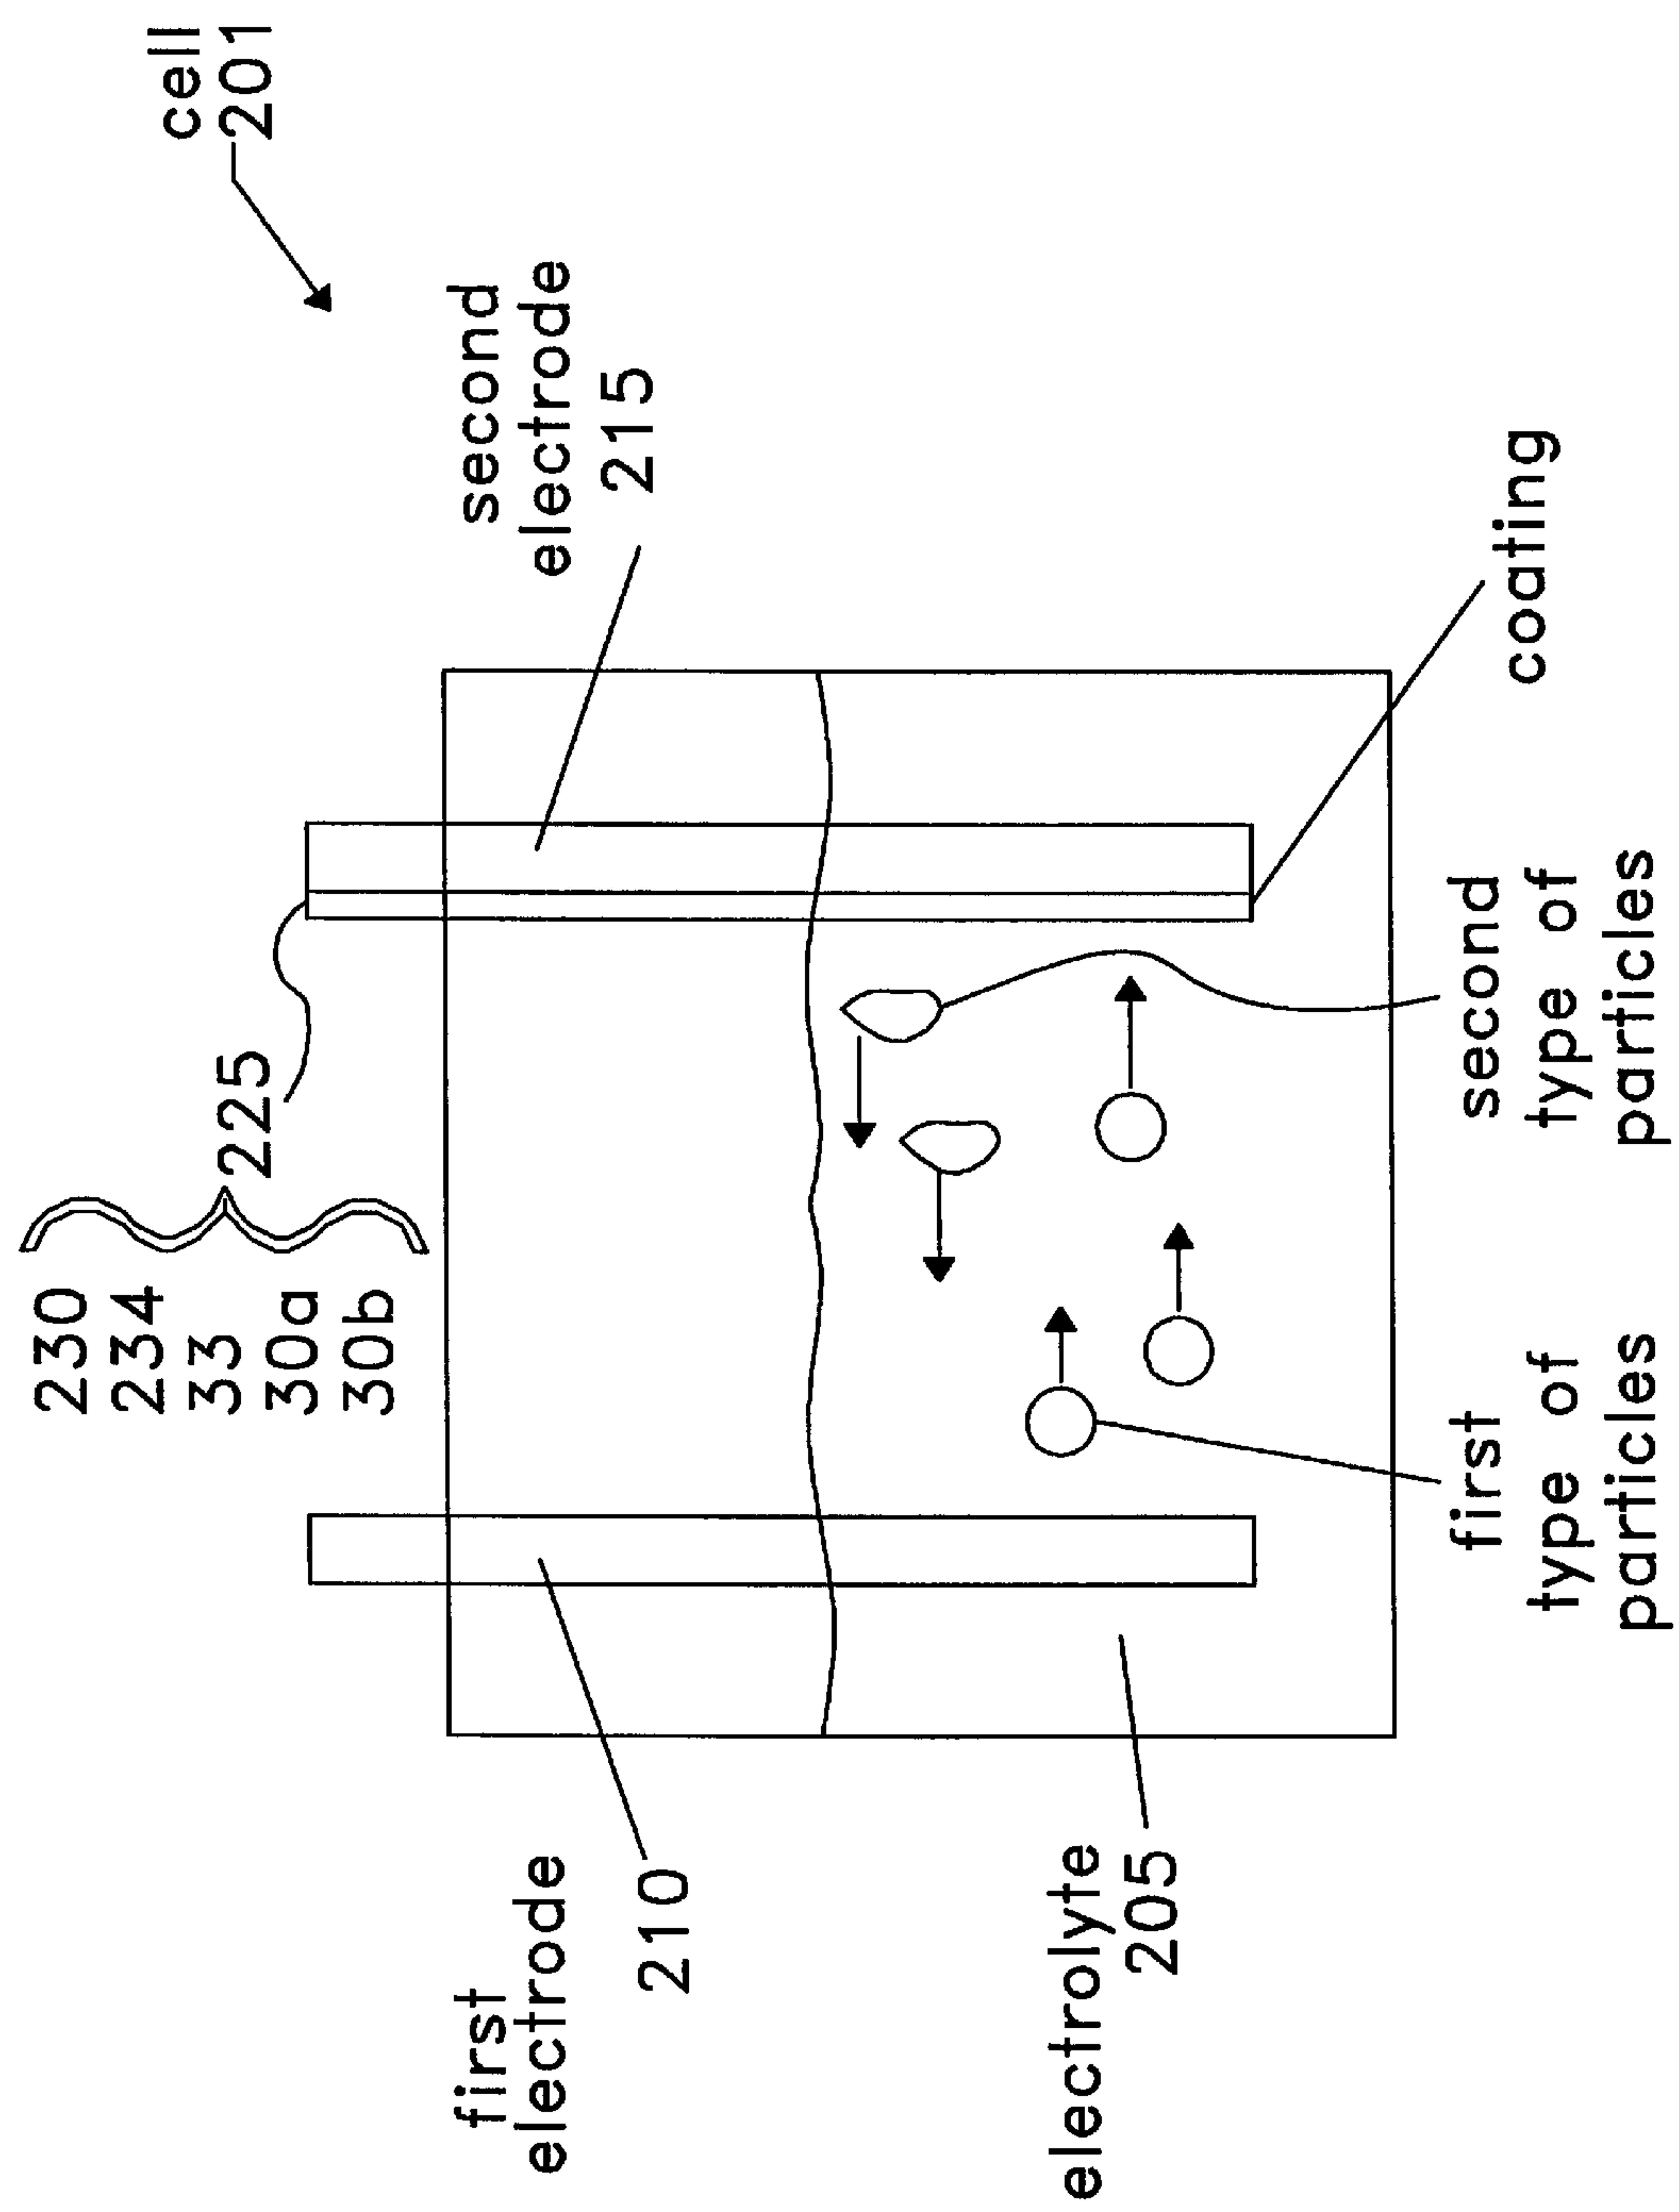 cell
201
230
234
33
30a
30b
225
first
electrode
210
second
electrode
215
electrolyte
205
first
type of
particles
second
type of
particles
coating